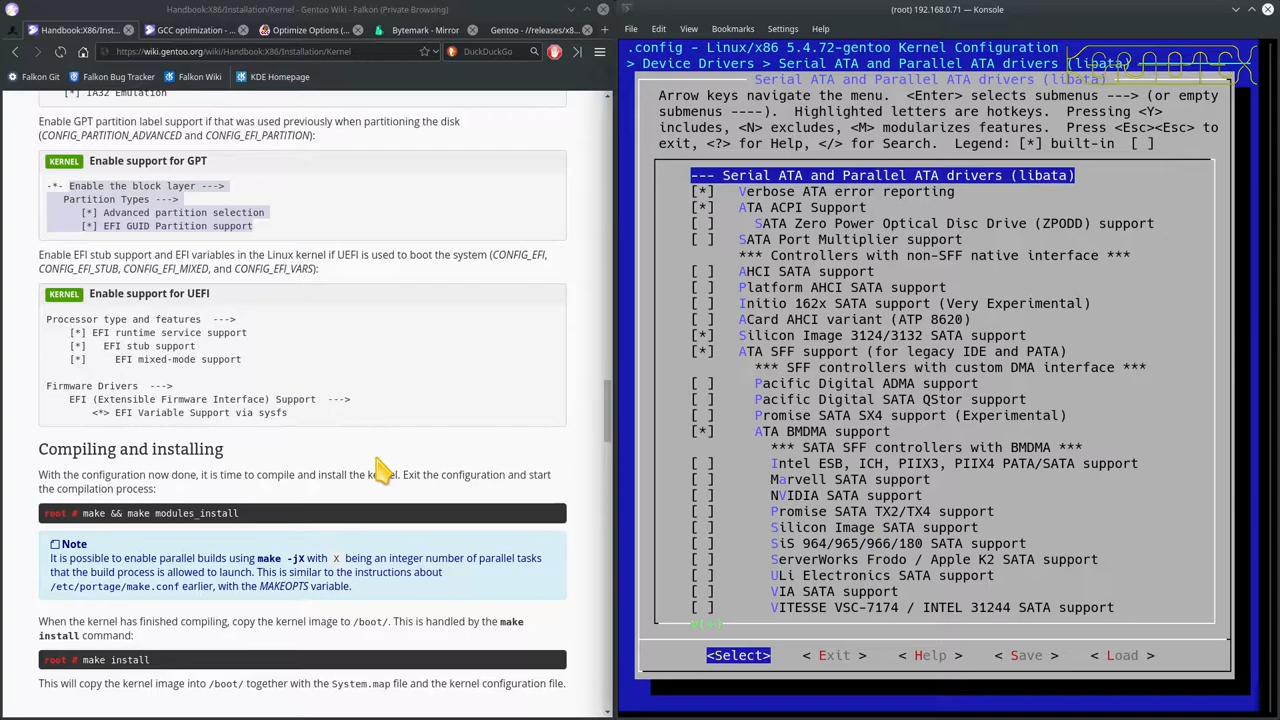 Handbook:X86/Installation/Kernel - Gentoo Wiki - Falkon (Private Browsing)
Handbook:X86/Inst...
GCC optimization - ...
Optimize Options (...
Bytemark - Mirror ...
Gentoo - //releases/x8...
https://wiki.gentoo.org/wiki/Handbook:X86/Installation/Kernel
DuckDuckGo
Falkon Git
Falkon Bug Tracker
Falkon Wiki
KDE Homepage
[*] IA32 Emulation
Enable GPT partition label support if that was used previously when partitioning the disk
(CONFIG_PARTITION_ADVANCED and CONFIG_EFI_PARTITION):
KERNEL Enable support for GPT
-*- Enable the block layer --->
Partition Types --->
[*] Advanced partition selection
[*] EFI GUID Partition support
Enable EFI stub support and EFI variables in the Linux kernel if UEFI is used to boot the system (CONFIG_EFI,
CONFIG_EFI_STUB, CONFIG_EFI_MIXED, and CONFIG_EFI_VARS):
KERNEL Enable support for UEFI
Processor type and features --->
[*] EFI runtime service support
[*] EFI stub support
[*] EFI mixed-mode support
Firmware Drivers --->
EFI (Extensible Firmware Interface) Support --->
<*> EFI Variable Support via sysfs
Compiling and installing
With the configuration now done, it is time to compile and install the kernel. Exit the configuration and start
the compilation process:
root # make && make modules_install
Note
It is possible to enable parallel builds using make -jX with X being an integer number of parallel tasks
that the build process is allowed to launch. This is similar to the instructions about
/etc/portage/make.conf earlier, with the MAKEOPTS variable.
When the kernel has finished compiling, copy the kernel image to /boot/. This is handled by the make
install command:
root # make install
This will copy the kernel image into /boot/ together with the System.map file and the kernel configuration file.
(root) 192.168.0.71 — Konsole
File Edit View Bookmarks Settings Help
.config - Linux/x86 5.4.72-gentoo Kernel Configuration
> Device Drivers > Serial ATA and Parallel ATA drivers (libata)
Serial ATA and Parallel ATA drivers (libata)
Arrow keys navigate the menu. <Enter> selects submenus ---> (or empty
submenus ----). Highlighted letters are hotkeys. Pressing <Y>
includes, <N> excludes, <M> modularizes features. Press <Esc><Esc> to
exit, <?> for Help, </> for Search. Legend: [*] built-in [ ]
--- Serial ATA and Parallel ATA drivers (libata)
[*] Verbose ATA error reporting
[*] ATA ACPI Support
[ ] SATA Zero Power Optical Disc Drive (ZPODD) support
[ ] SATA Port Multiplier support
*** Controllers with non-SFF native interface ***
[ ] AHCI SATA support
[ ] Platform AHCI SATA support
[ ] Initio 162x SATA support (Very Experimental)
[ ] ACard AHCI variant (ATP 8620)
[*] Silicon Image 3124/3132 SATA support
[*] ATA SFF support (for legacy IDE and PATA)
*** SFF controllers with custom DMA interface ***
[ ] Pacific Digital ADMA support
[ ] Pacific Digital SATA QStor support
[ ] Promise SATA SX4 support (Experimental)
[*] ATA BMDMA support
*** SATA SFF controllers with BMDMA ***
[ ] Intel ESB, ICH, PIIX3, PIIX4 PATA/SATA support
[ ] Marvell SATA support
[ ] NVIDIA SATA support
[ ] Promise SATA TX2/TX4 support
[ ] Silicon Image SATA support
[ ] SiS 964/965/966/180 SATA support
[ ] ServerWorks Frodo / Apple K2 SATA support
[ ] ULi Electronics SATA support
[ ] VIA SATA support
[ ] VITESSE VSC-7174 / INTEL 31244 SATA support
v(+)
<Select> < Exit > < Help > < Save > < Load >